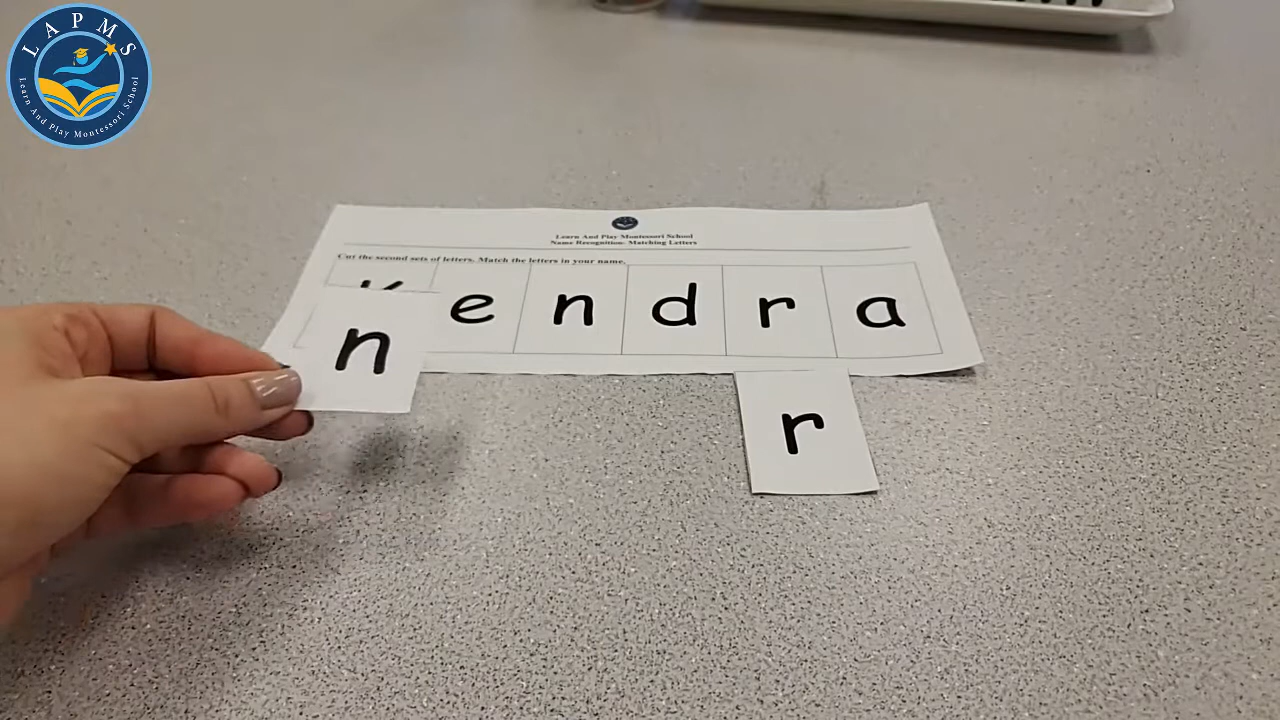 LAPMS
Learn And Play Montessori School
Learn And Play Montessori School
Name Recognition- Matching Letters
Cut the second sets of letters. Match the letters in your name.
e n d r a
n
r